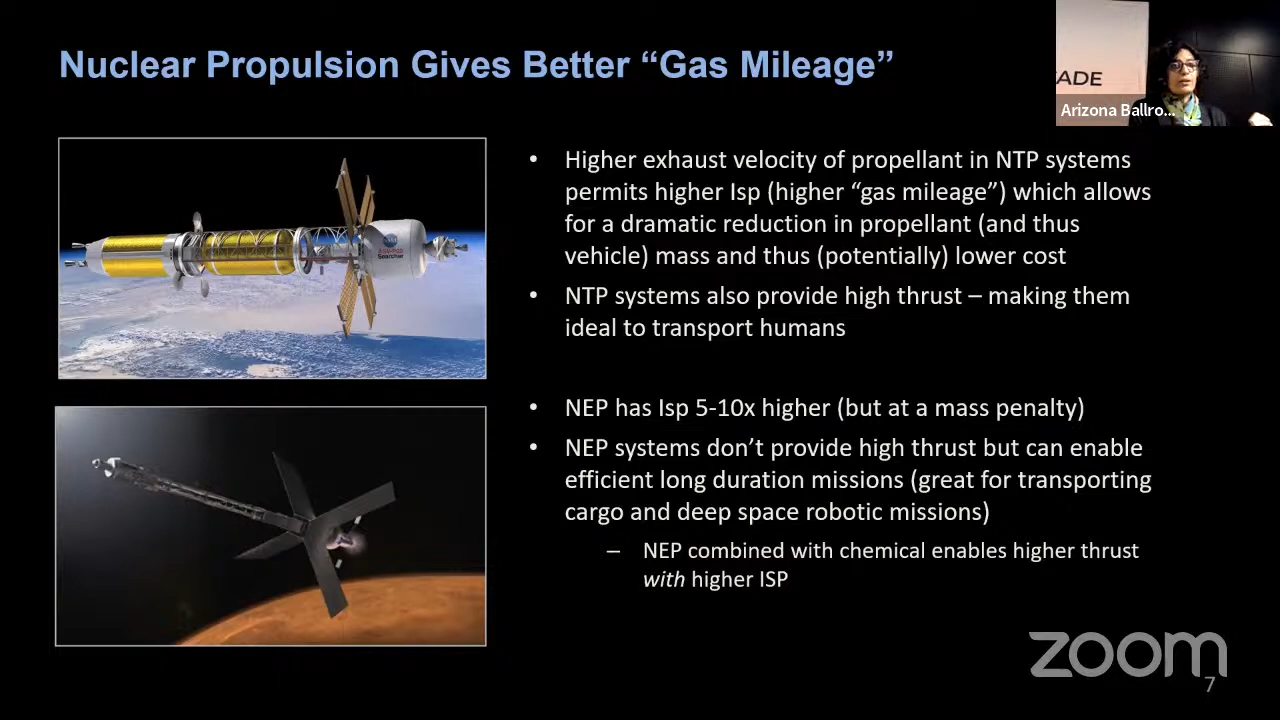 Nuclear Propulsion Gives Better “Gas Mileage”
ADE
Arizona Ballro...
• Higher exhaust velocity of propellant in NTP systems
permits higher Isp (higher “gas mileage”) which allows
for a dramatic reduction in propellant (and thus
vehicle) mass and thus (potentially) lower cost
• NTP systems also provide high thrust – making them
ideal to transport humans
• NEP has Isp 5-10x higher (but at a mass penalty)
• NEP systems don’t provide high thrust but can enable
efficient long duration missions (great for transporting
cargo and deep space robotic missions)
– NEP combined with chemical enables higher thrust
with higher ISP
Searcher
zoom
7